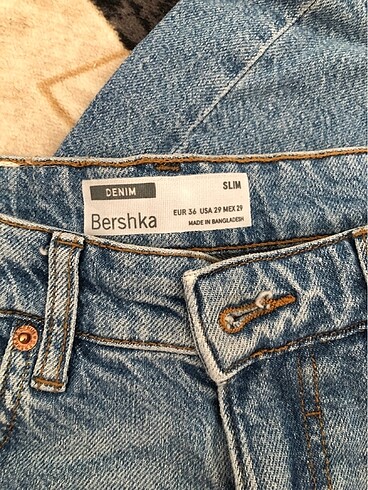 DENIM
SLIM
Bershka
EUR 36 USA 29 MEX 29
MADE IN BANGLADESH